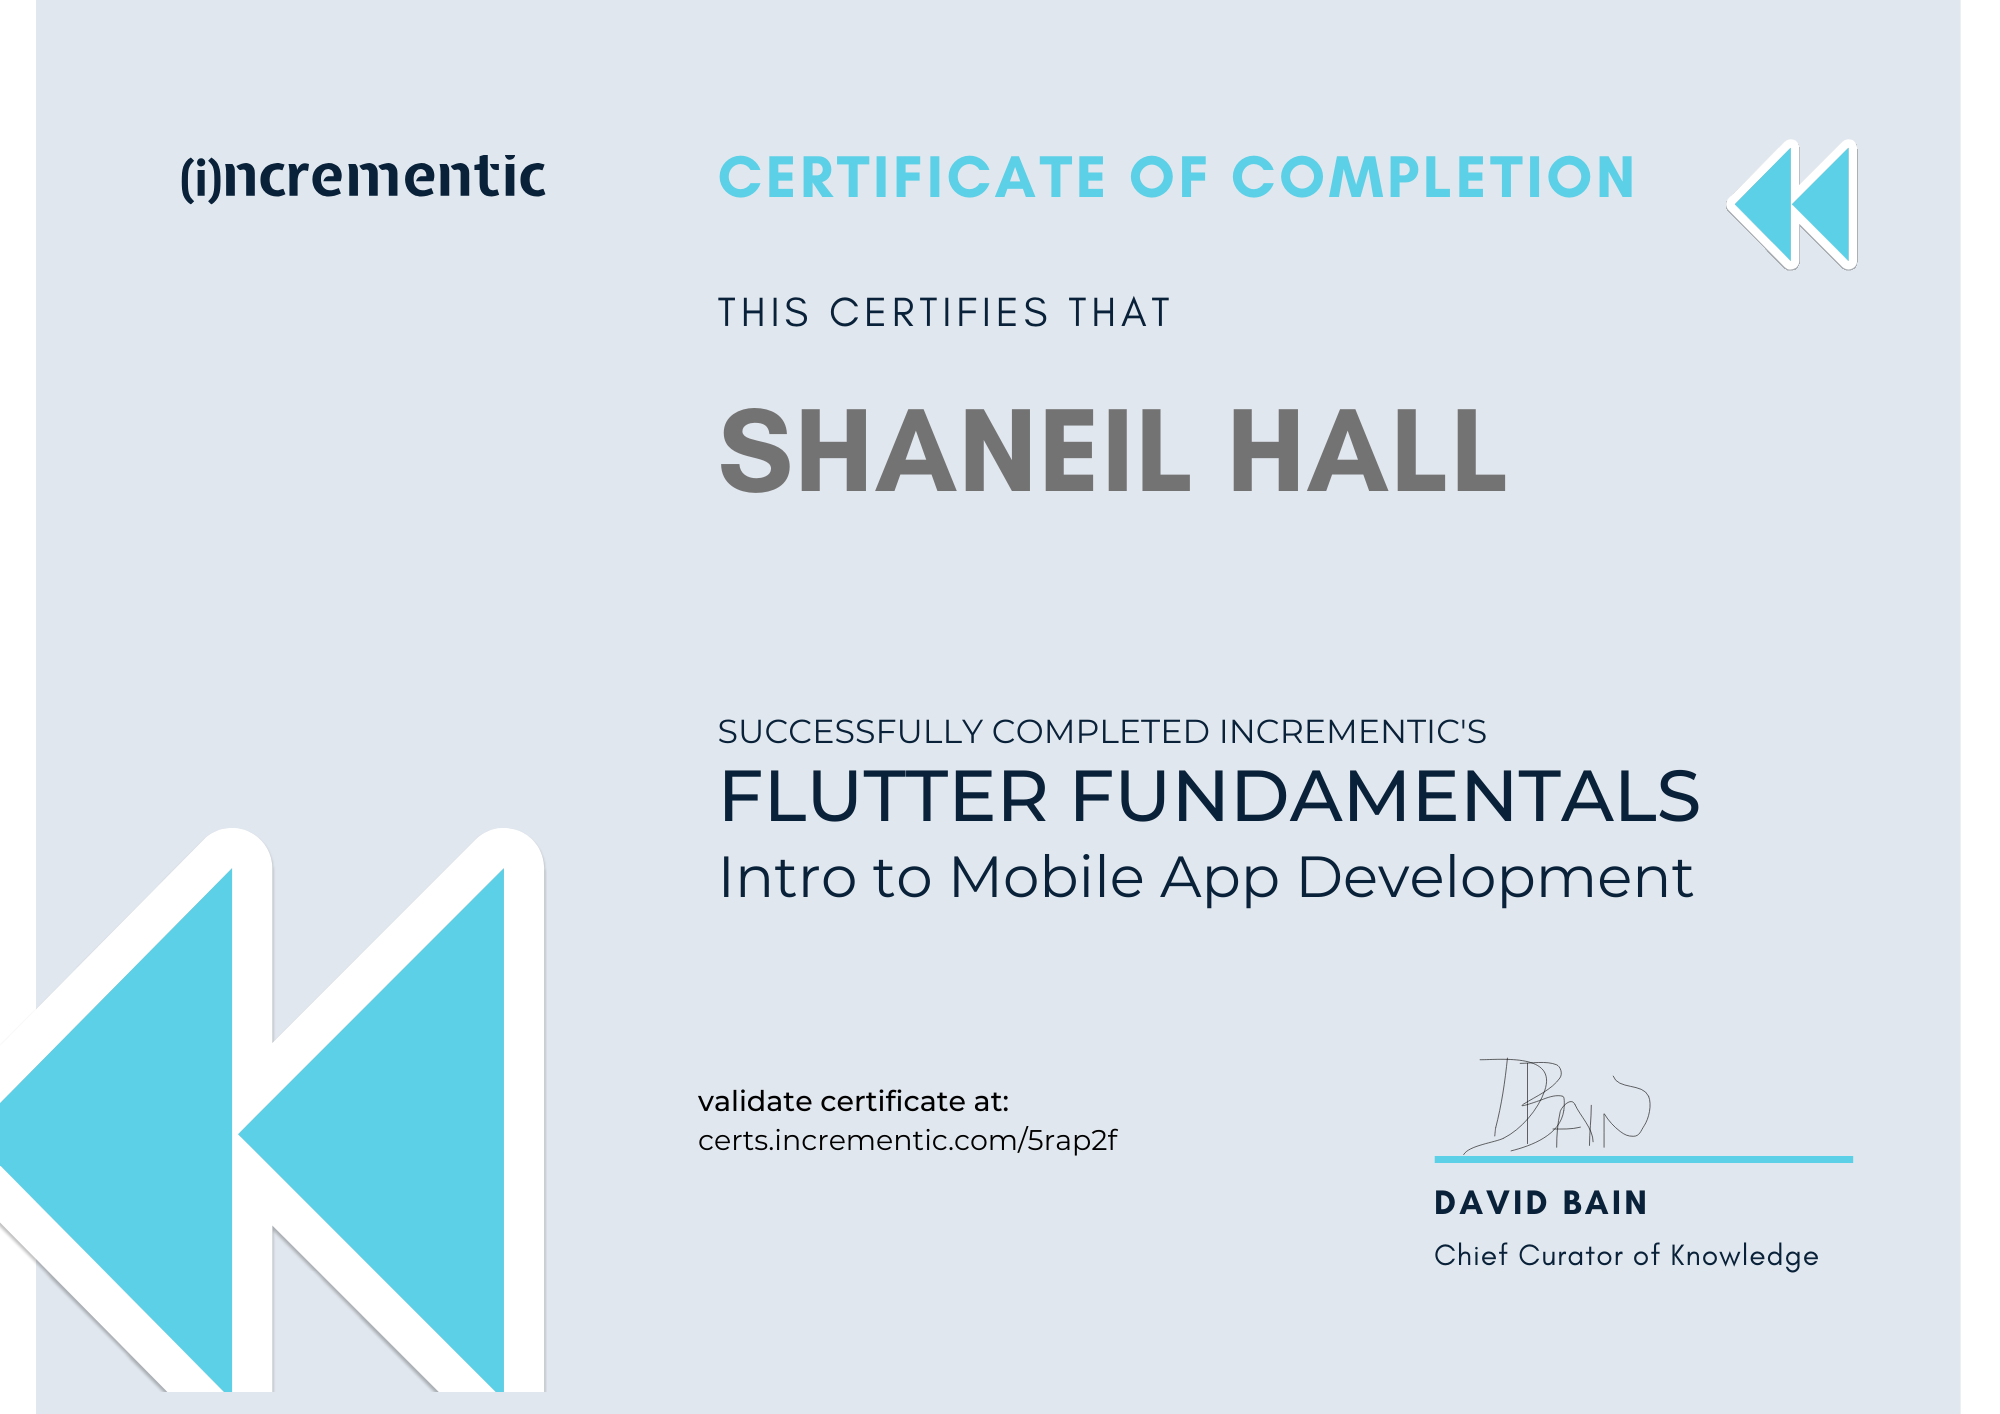 (i)ncrementic
CERTIFICATE OF COMPLETION
THIS CERTIFIES THAT
SHANEIL HALL
SUCCESSFULLY COMPLETED INCREMENTIC'S
FLUTTER FUNDAMENTALS
Intro to Mobile App Development
validate certificate at:
certs.incrementic.com/5rap2f
DBAIN
DAVID BAIN
Chief Curator of Knowledge